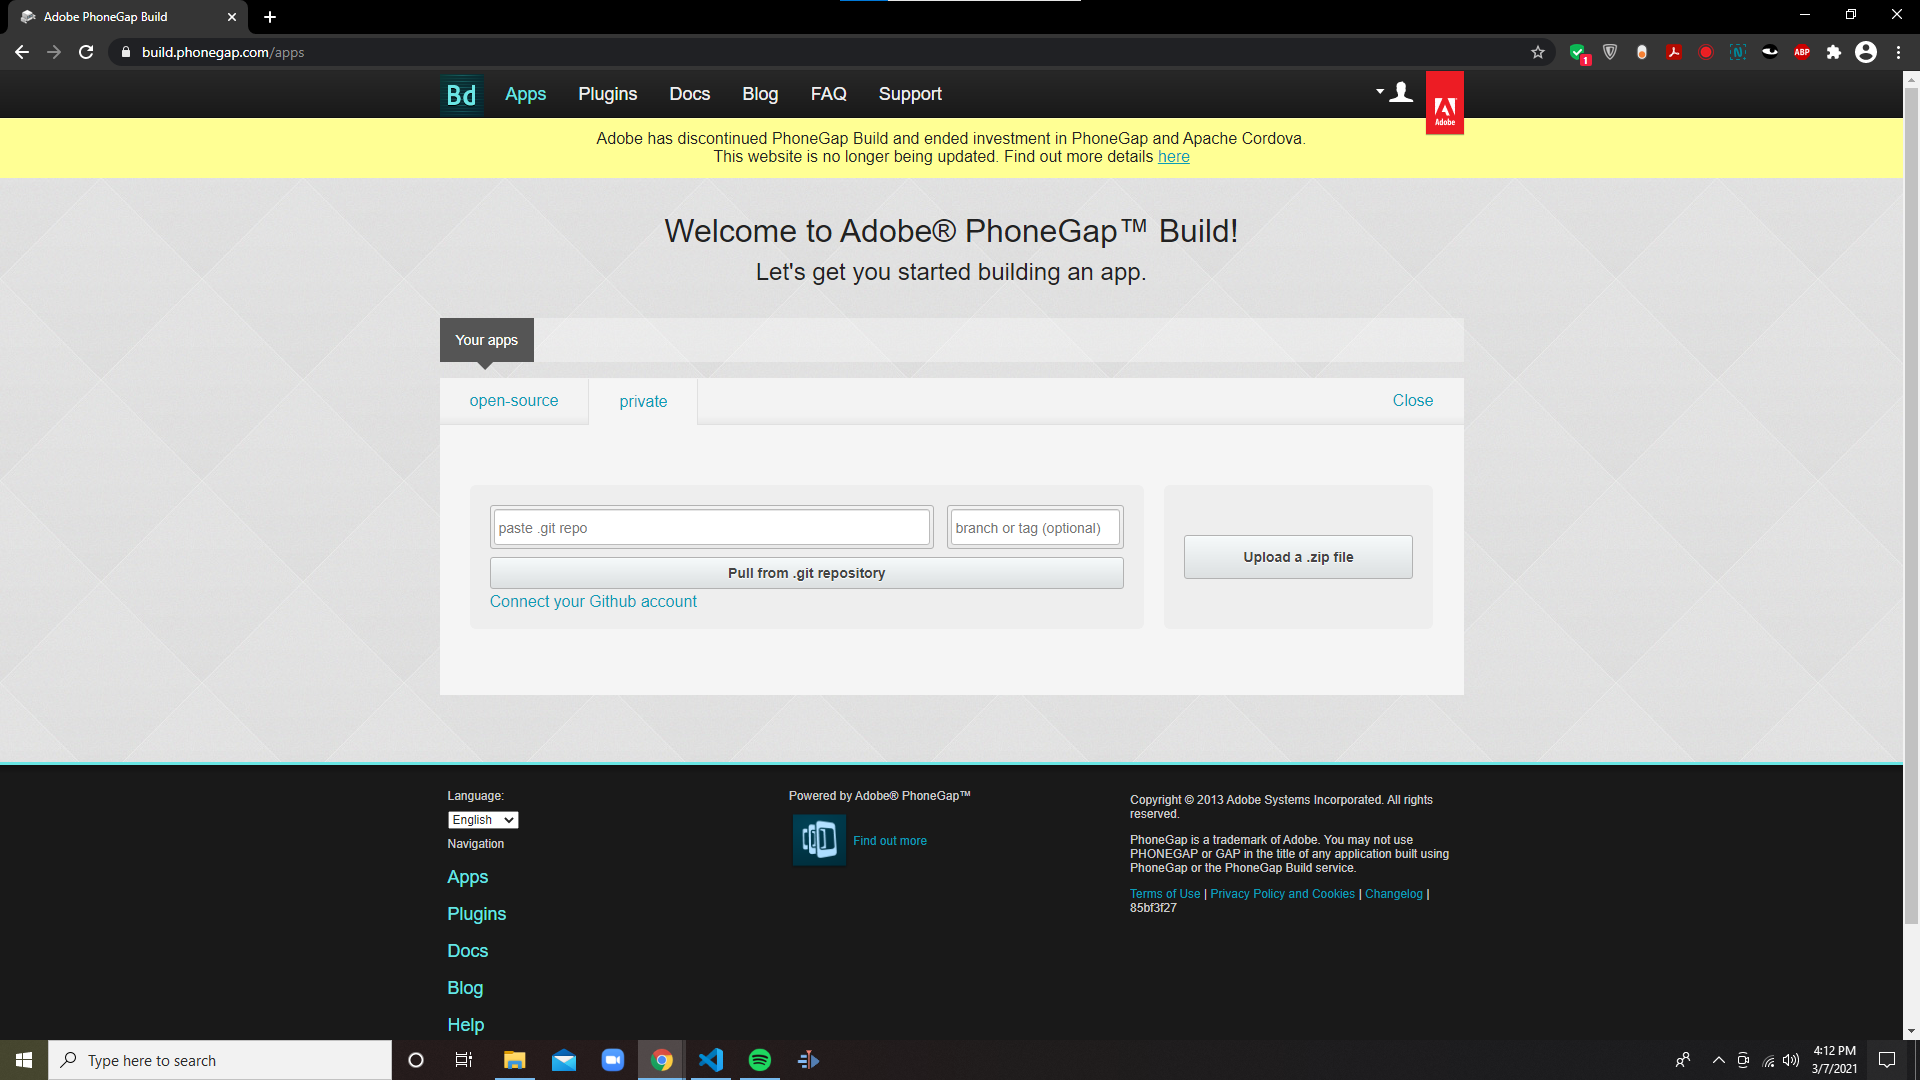 Adobe PhoneGap Build
build.phonegap.com/apps
1
ABP
Bd
Apps
Plugins
Docs
Blog
FAQ
Support
Adobe
Adobe has discontinued PhoneGap Build and ended investment in PhoneGap and Apache Cordova.
This website is no longer being updated. Find out more details here
Welcome to Adobe® PhoneGap™ Build!
Let's get you started building an app.
Your apps
open-source
private
Close
paste .git repo
branch or tag (optional)
Upload a .zip file
Pull from .git repository
Connect your Github account
Language:
English
Navigation
Apps
Plugins
Docs
Blog
Help
Powered by Adobe® PhoneGap™
Find out more
Copyright © 2013 Adobe Systems Incorporated. All rights
reserved.
PhoneGap is a trademark of Adobe. You may not use
PHONEGAP or GAP in the title of any application built using
PhoneGap or the PhoneGap Build service.
Terms of Use | Privacy Policy and Cookies | Changelog |
85bf3f27
Type here to search
4:12 PM
3/7/2021